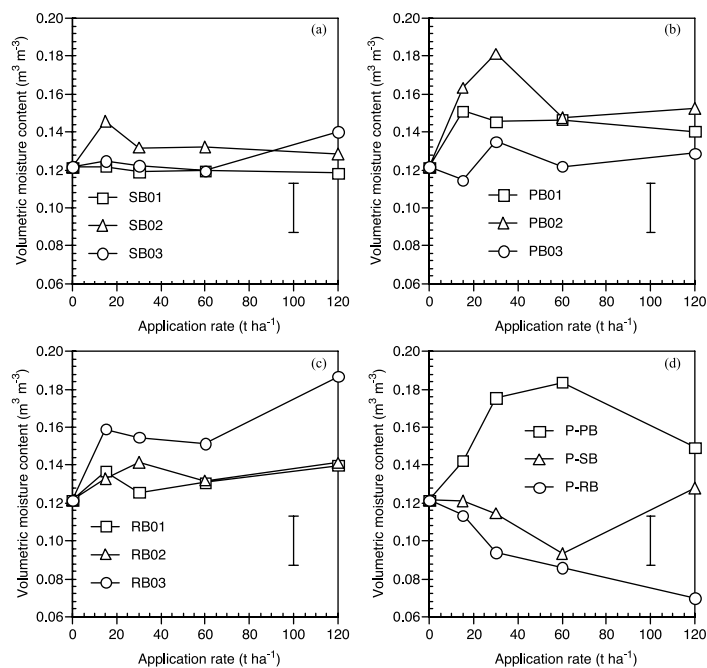 (a)
Volumetric moisture content (m³ m⁻³)
0.20
0.18
0.16
0.14
0.12
0.10
0.08
0.06
SB01
SB02
SB03
0 20 40 60 80 100 120
Application rate (t ha⁻¹)
(b)
Volumetric moisture content (m³ m⁻³)
0.20
0.18
0.16
0.14
0.12
0.10
0.08
0.06
PB01
PB02
PB03
0 20 40 60 80 100 120
Application rate (t ha⁻¹)
(c)
Volumetric moisture content (m³ m⁻³)
0.20
0.18
0.16
0.14
0.12
0.10
0.08
0.06
RB01
RB02
RB03
0 20 40 60 80 100 120
Application rate (t ha⁻¹)
(d)
Volumetric moisture content (m³ m⁻³)
0.20
0.18
0.16
0.14
0.12
0.10
0.08
0.06
P-PB
P-SB
P-RB
0 20 40 60 80 100 120
Application rate (t ha⁻¹)